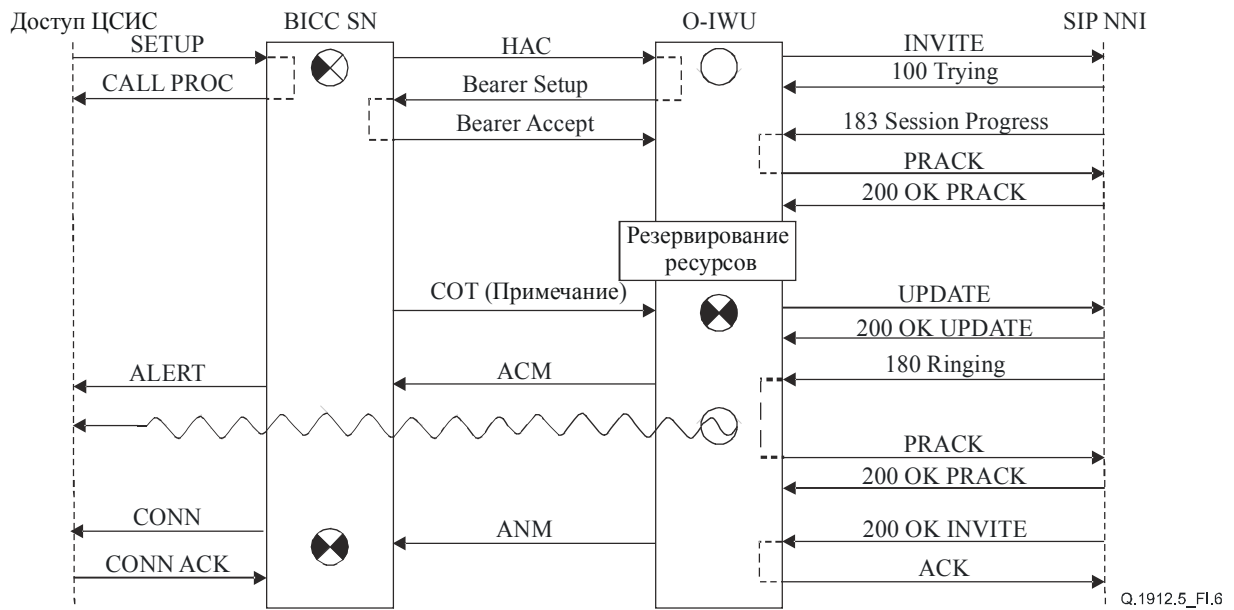 Доступ ЦСИС BICC SN O-IWU SIP NNI
SETUP НАС INVITE
CALL PROC Bearer Setup 100 Trying
Bearer Accept 183 Session Progress
PRACK
200 OK PRACK
Резервирование
ресурсов
COT (Примечание) UPDATE
200 OK UPDATE
ALERT ACM 180 Ringing
PRACK
200 OK PRACK
CONN ANM 200 OK INVITE
CONN ACK ACK
Q.1912.5_FI.6